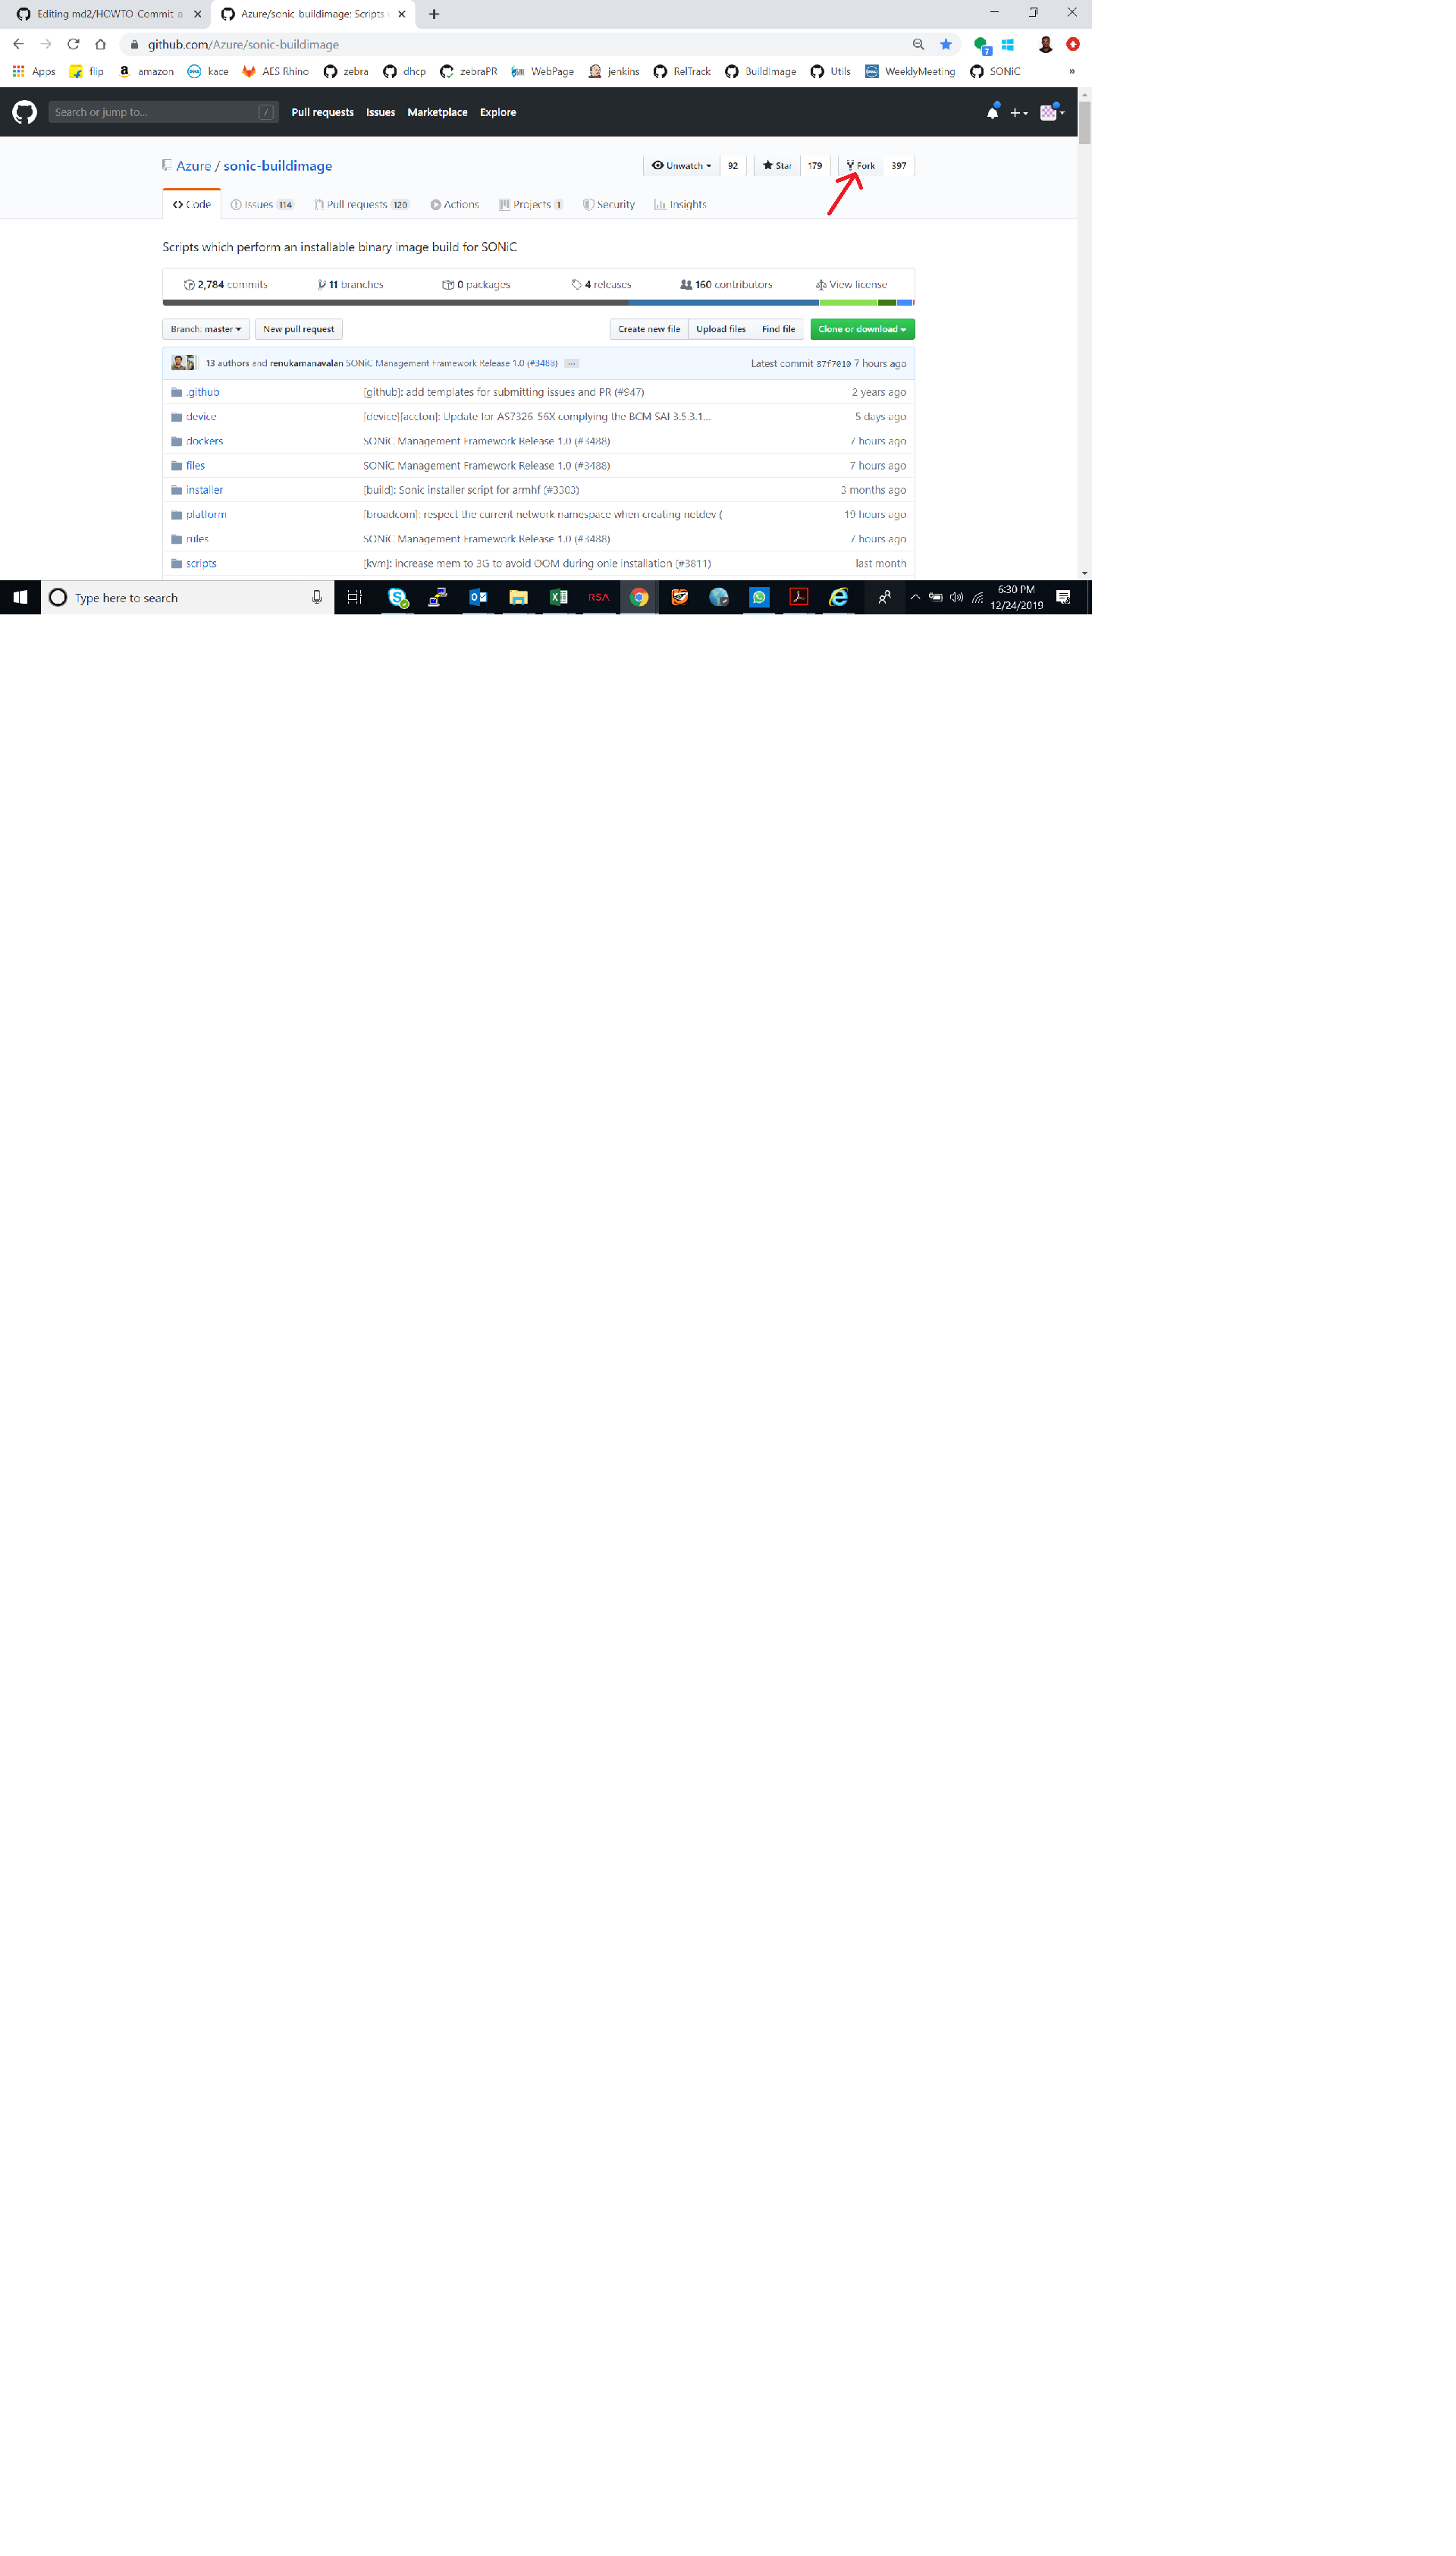 Editing md2/HOWTO Commit a
Azure/sonic buildimage: Scripts
github.com/Azure/sonic-buildimage
7
Apps flip amazon kace AES Rhino zebra dhcp zebraPR WebPage jenkins RelTrack BuildImage Utils WeeklyMeeting SONiC »
Search or jump to... / Pull requests Issues Marketplace Explore
Azure / sonic-buildimage Unwatch 92 Star 179 Fork 397
Code Issues 114 Pull requests 120 Actions Projects 1 Security Insights
Scripts which perform an installable binary image build for SONiC
2,784 commits 11 branches 0 packages 4 releases 160 contributors View license
Branch: master New pull request Create new file Upload files Find file Clone or download
13 authors and renukamanavalan SONiC Management Framework Release 1.0 (#3488) ... Latest commit 87f7010 7 hours ago
.github [github]: add templates for submitting issues and PR (#947) 2 years ago
device [device][accton]: Update for AS7326 56X complying the BCM SAI 3.5.3.1... 5 days ago
dockers SONiC Management Framework Release 1.0 (#3488) 7 hours ago
files SONiC Management Framework Release 1.0 (#3488) 7 hours ago
installer [build]: Sonic installer script for armhf (#3303) 3 months ago
platform [broadcom]: respect the current network namespace when creating netdev ( 19 hours ago
rules SONiC Management Framework Release 1.0 (#3488) 7 hours ago
scripts [kvm]: increase mem to 3G to avoid OOM during onie installation (#3811) last month
Type here to search RSA 6:30 PM
12/24/2019